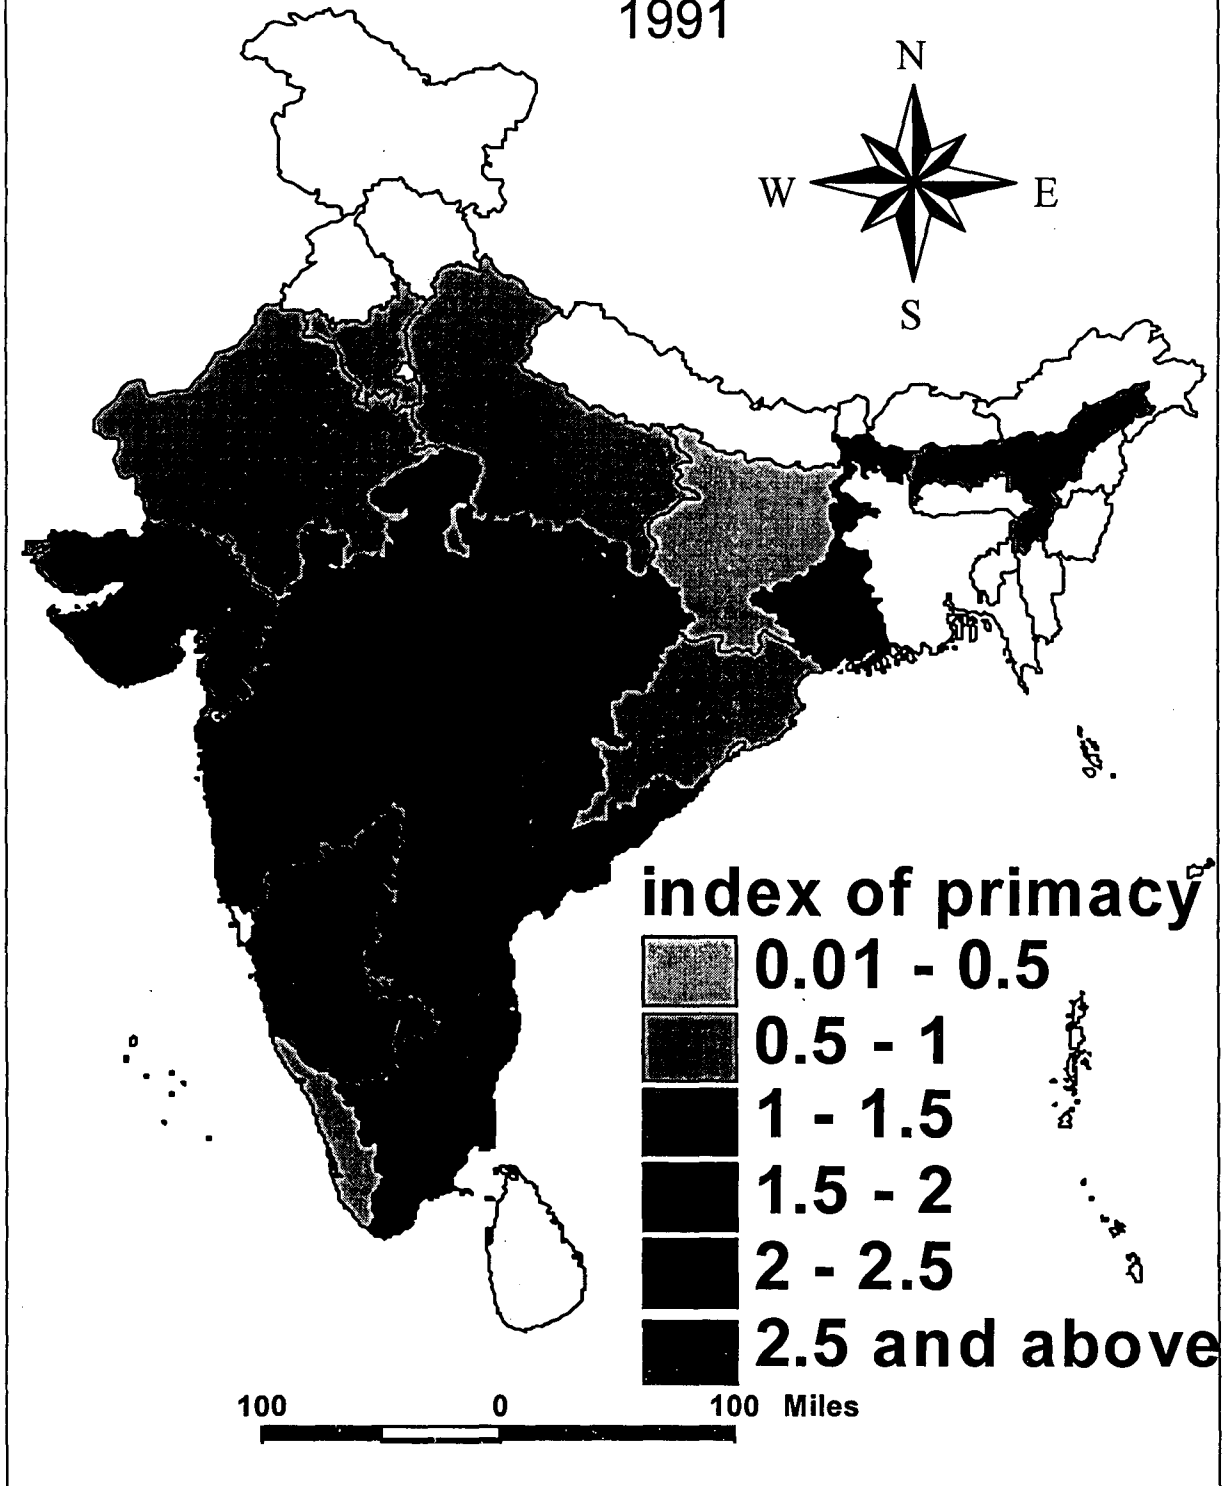 1991
N
W E
S
index of primacy
0.01 - 0.5
0.5 - 1
1 - 1.5
1.5 - 2
2 - 2.5
2.5 and above
100 0 100 Miles